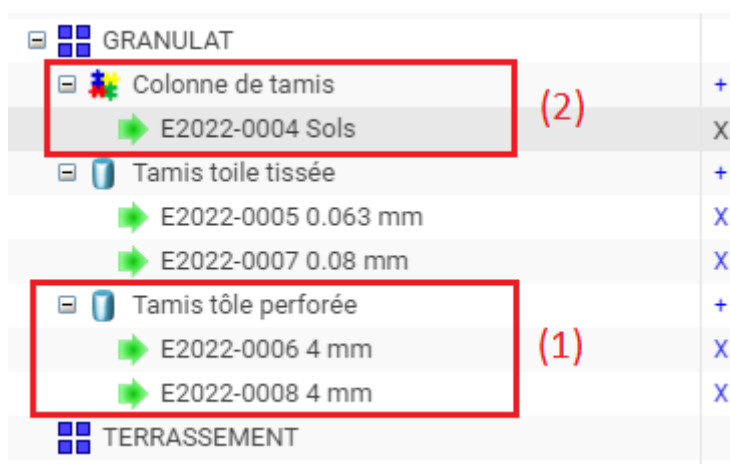 GRANULAT
Colonne de tamis +
(2)
E2022-0004 Sols X
Tamis toile tissée +
E2022-0005 0.063 mm X
E2022-0007 0.08 mm X
Tamis tôle perforée +
E2022-0006 4 mm X
(1)
E2022-0008 4 mm X
TERRASSEMENT